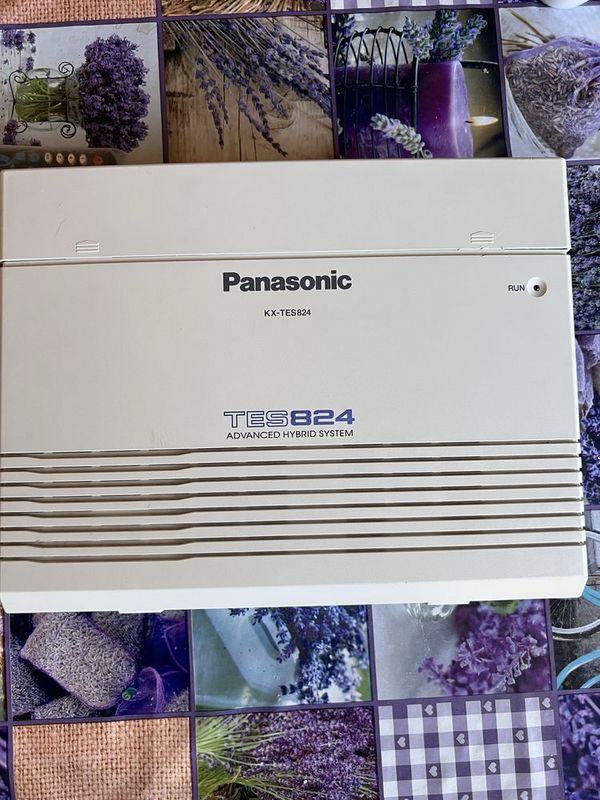 Panasonic
KX-TES824
RUN
TES824
ADVANCED HYBRID SYSTEM